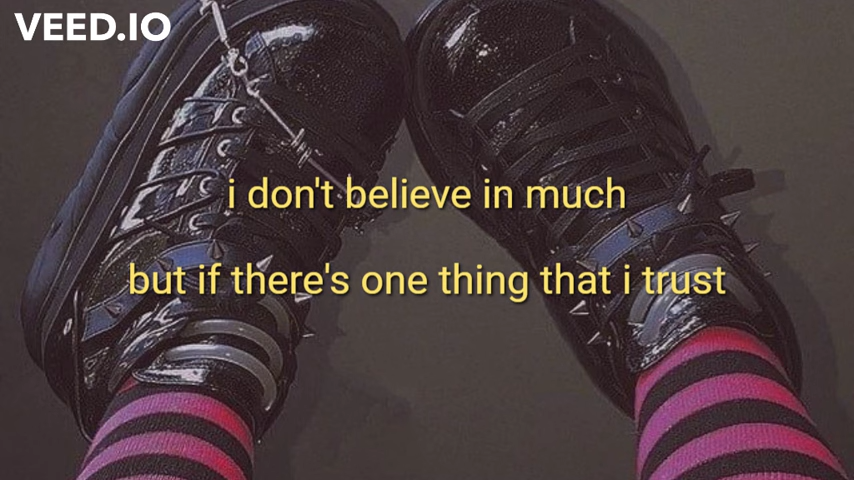 VEED.IO
i don't believe in much
but if there's one thing that i trust